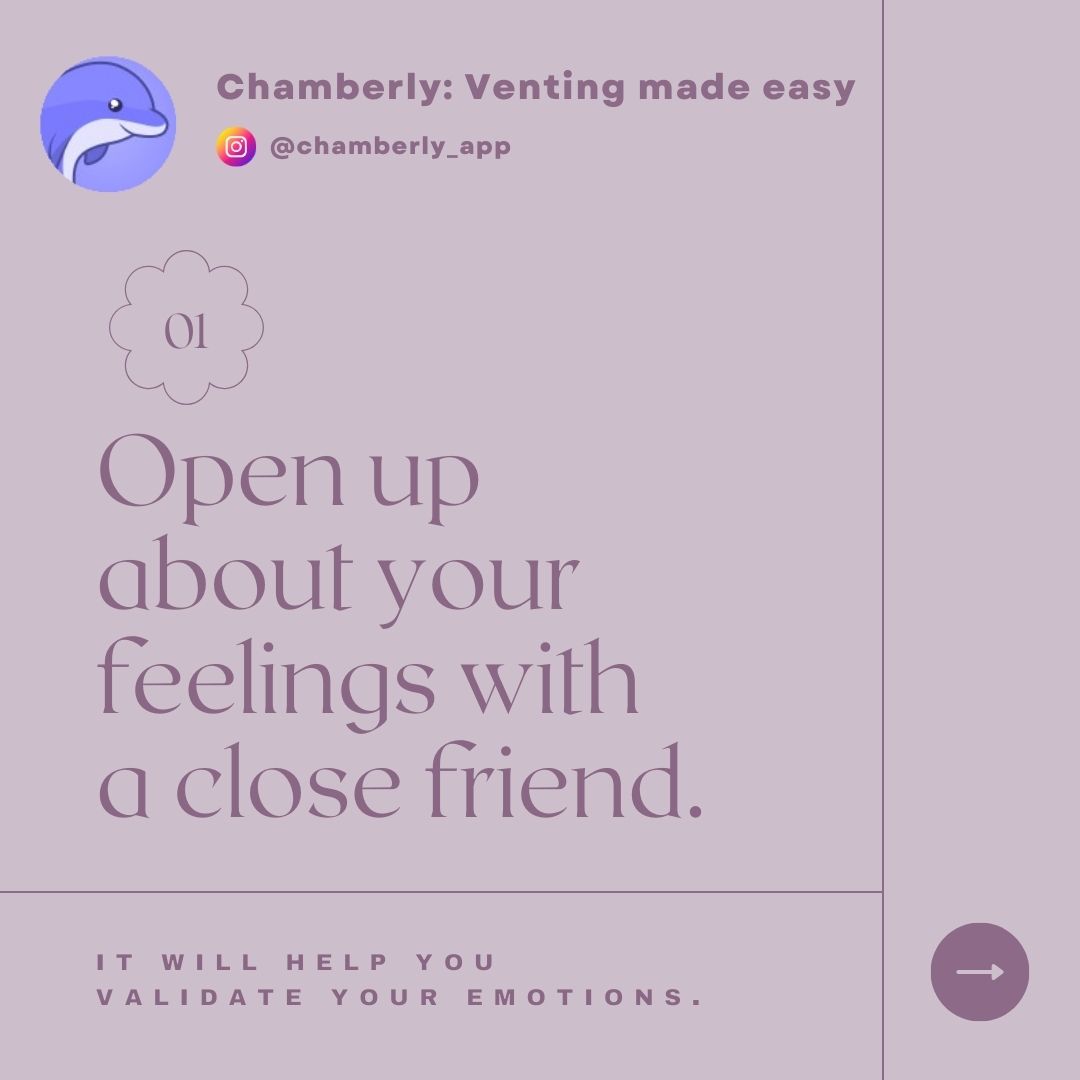 Chamberly: Venting made easy
@chamberly_app
01
Open up
about your
feelings with
a close friend.
IT WILL HELP YOU
VALIDATE YOUR EMOTIONS.